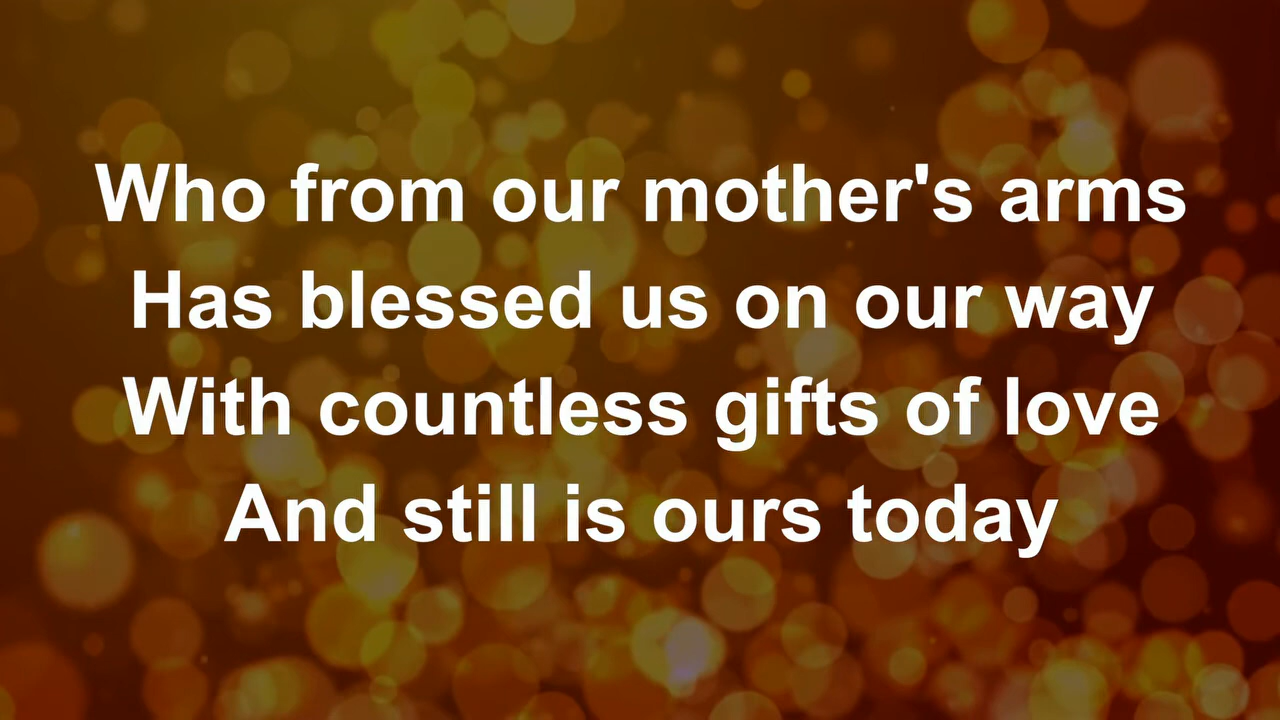 Who from our mother's arms
Has blessed us on our way
With countless gifts of love
And still is ours today